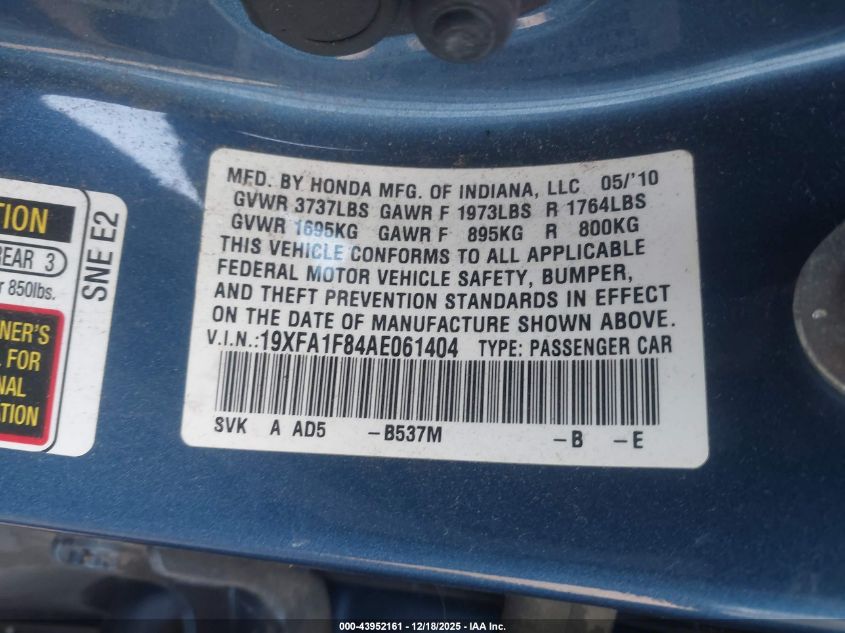 TION
REAR 3
850lbs.
SNE E2
NER'S
FOR
NAL
ATION
MFD. BY HONDA MFG. OF INDIANA, LLC 05/'10
GVWR 3737LBS GAWR F 1973LBS R 1764LBS
GVWR 1695KG GAWR F 895KG R 800KG
THIS VEHICLE CONFORMS TO ALL APPLICABLE
FEDERAL MOTOR VEHICLE SAFETY, BUMPER,
AND THEFT PREVENTION STANDARDS IN EFFECT
ON THE DATE OF MANUFACTURE SHOWN ABOVE.
V.I.N.:19XFA1F84AE061404 TYPE: PASSENGER CAR
SVK A AD5 -B537M -B -E
000-43952161 - 12/18/2025 - IAA Inc.